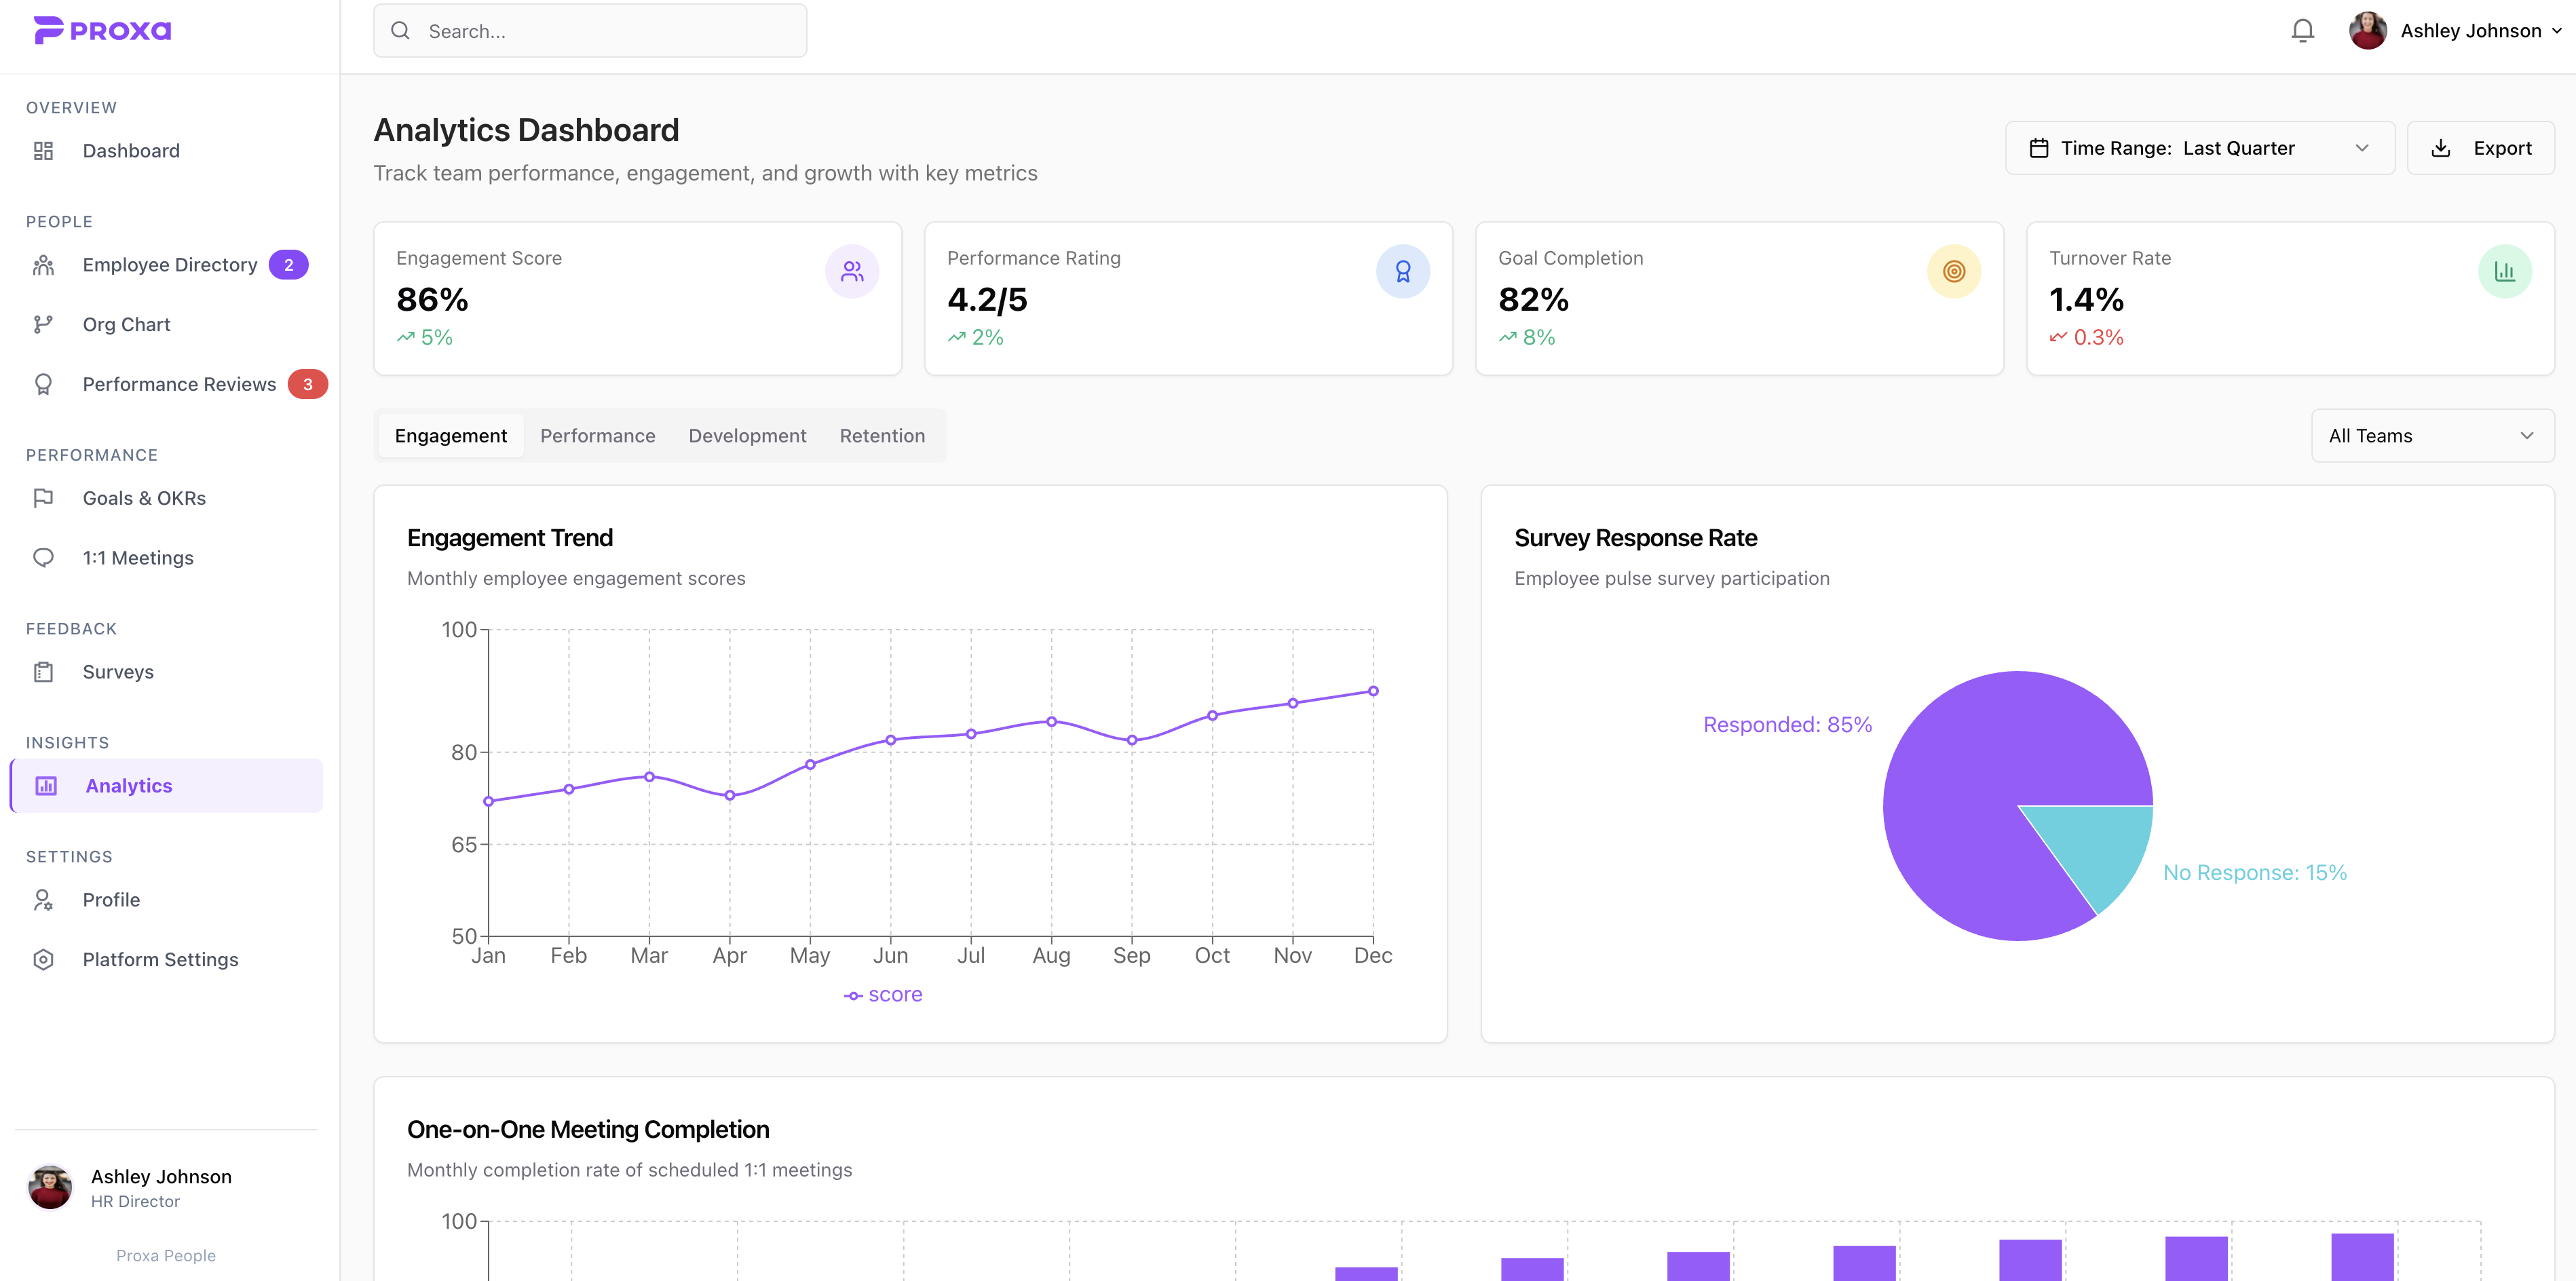 PROXA
Search...
Ashley Johnson
OVERVIEW
Dashboard
PEOPLE
Employee Directory 2
Org Chart
Performance Reviews 3
PERFORMANCE
Goals & OKRs
1:1 Meetings
FEEDBACK
Surveys
INSIGHTS
Analytics
SETTINGS
Profile
Platform Settings
Ashley Johnson
HR Director
Proxa People
Analytics Dashboard
Track team performance, engagement, and growth with key metrics
Time Range: Last Quarter
Export
Engagement Score
86%
5%
Performance Rating
4.2/5
2%
Goal Completion
82%
8%
Turnover Rate
1.4%
0.3%
Engagement Performance Development Retention
All Teams
Engagement Trend
Monthly employee engagement scores
100
80
65
50
Jan Feb Mar Apr May Jun Jul Aug Sep Oct Nov Dec
score
Survey Response Rate
Employee pulse survey participation
Responded: 85%
No Response: 15%
One-on-One Meeting Completion
Monthly completion rate of scheduled 1:1 meetings
100